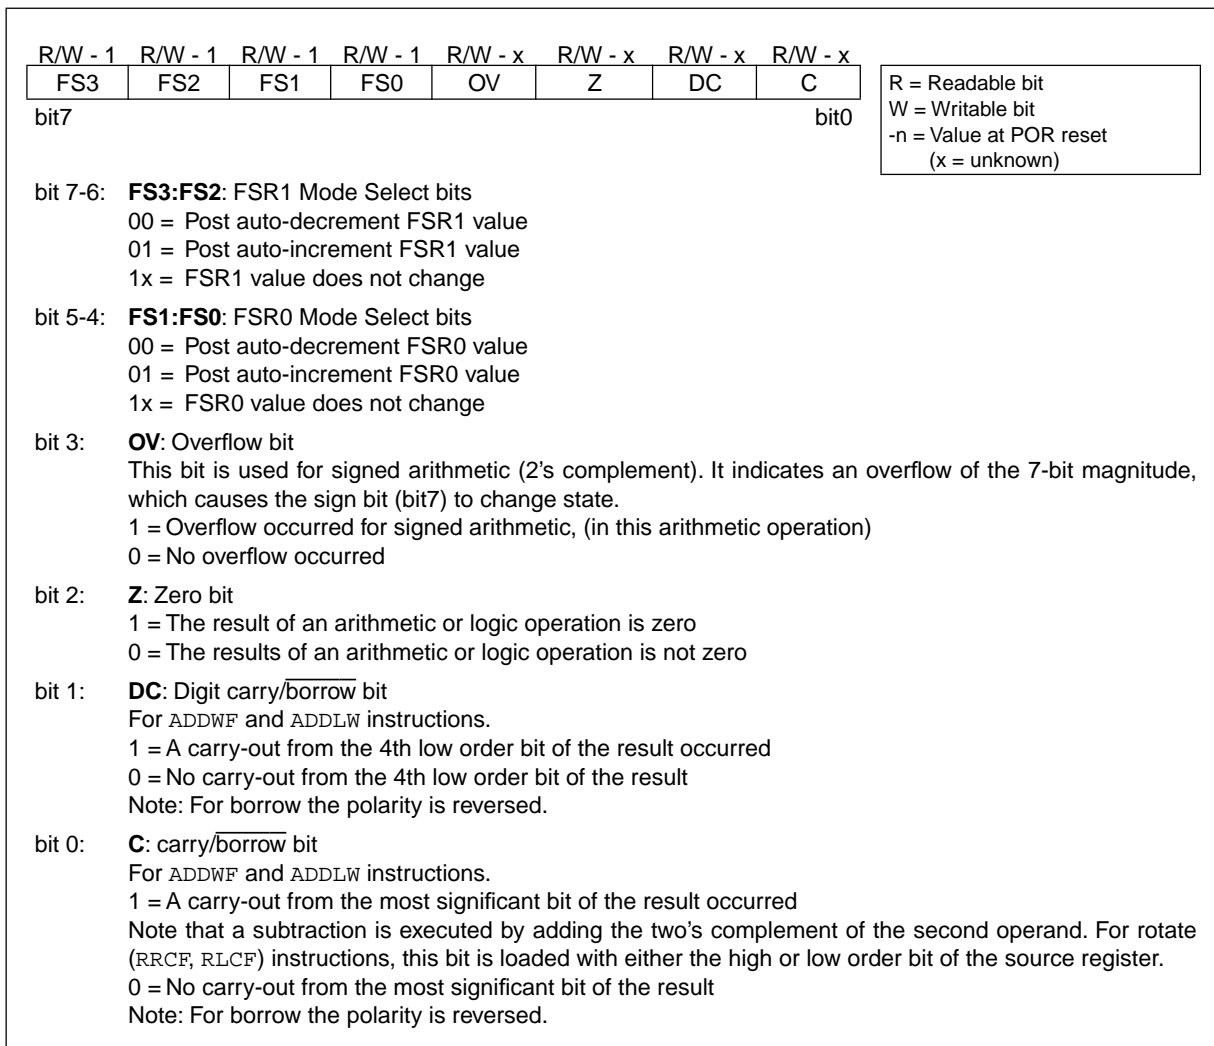 R/W - 1 R/W - 1 R/W - 1 R/W - 1 R/W - x R/W - x R/W - x R/W - x
FS3 FS2 FS1 FS0 OV Z DC C
bit7 bit0
R = Readable bit
W = Writable bit
-n = Value at POR reset
(x = unknown)
bit 7-6: FS3:FS2: FSR1 Mode Select bits
00 = Post auto-decrement FSR1 value
01 = Post auto-increment FSR1 value
1x = FSR1 value does not change
bit 5-4: FS1:FS0: FSR0 Mode Select bits
00 = Post auto-decrement FSR0 value
01 = Post auto-increment FSR0 value
1x = FSR0 value does not change
bit 3: OV: Overflow bit
This bit is used for signed arithmetic (2's complement). It indicates an overflow of the 7-bit magnitude,
which causes the sign bit (bit7) to change state.
1 = Overflow occurred for signed arithmetic, (in this arithmetic operation)
0 = No overflow occurred
bit 2: Z: Zero bit
1 = The result of an arithmetic or logic operation is zero
0 = The results of an arithmetic or logic operation is not zero
bit 1: DC: Digit carry/borrow bit
For ADDWF and ADDLW instructions.
1 = A carry-out from the 4th low order bit of the result occurred
0 = No carry-out from the 4th low order bit of the result
Note: For borrow the polarity is reversed.
bit 0: C: carry/borrow bit
For ADDWF and ADDLW instructions.
1 = A carry-out from the most significant bit of the result occurred
Note that a subtraction is executed by adding the two's complement of the second operand. For rotate
(RRCF, RLCF) instructions, this bit is loaded with either the high or low order bit of the source register.
0 = No carry-out from the most significant bit of the result
Note: For borrow the polarity is reversed.